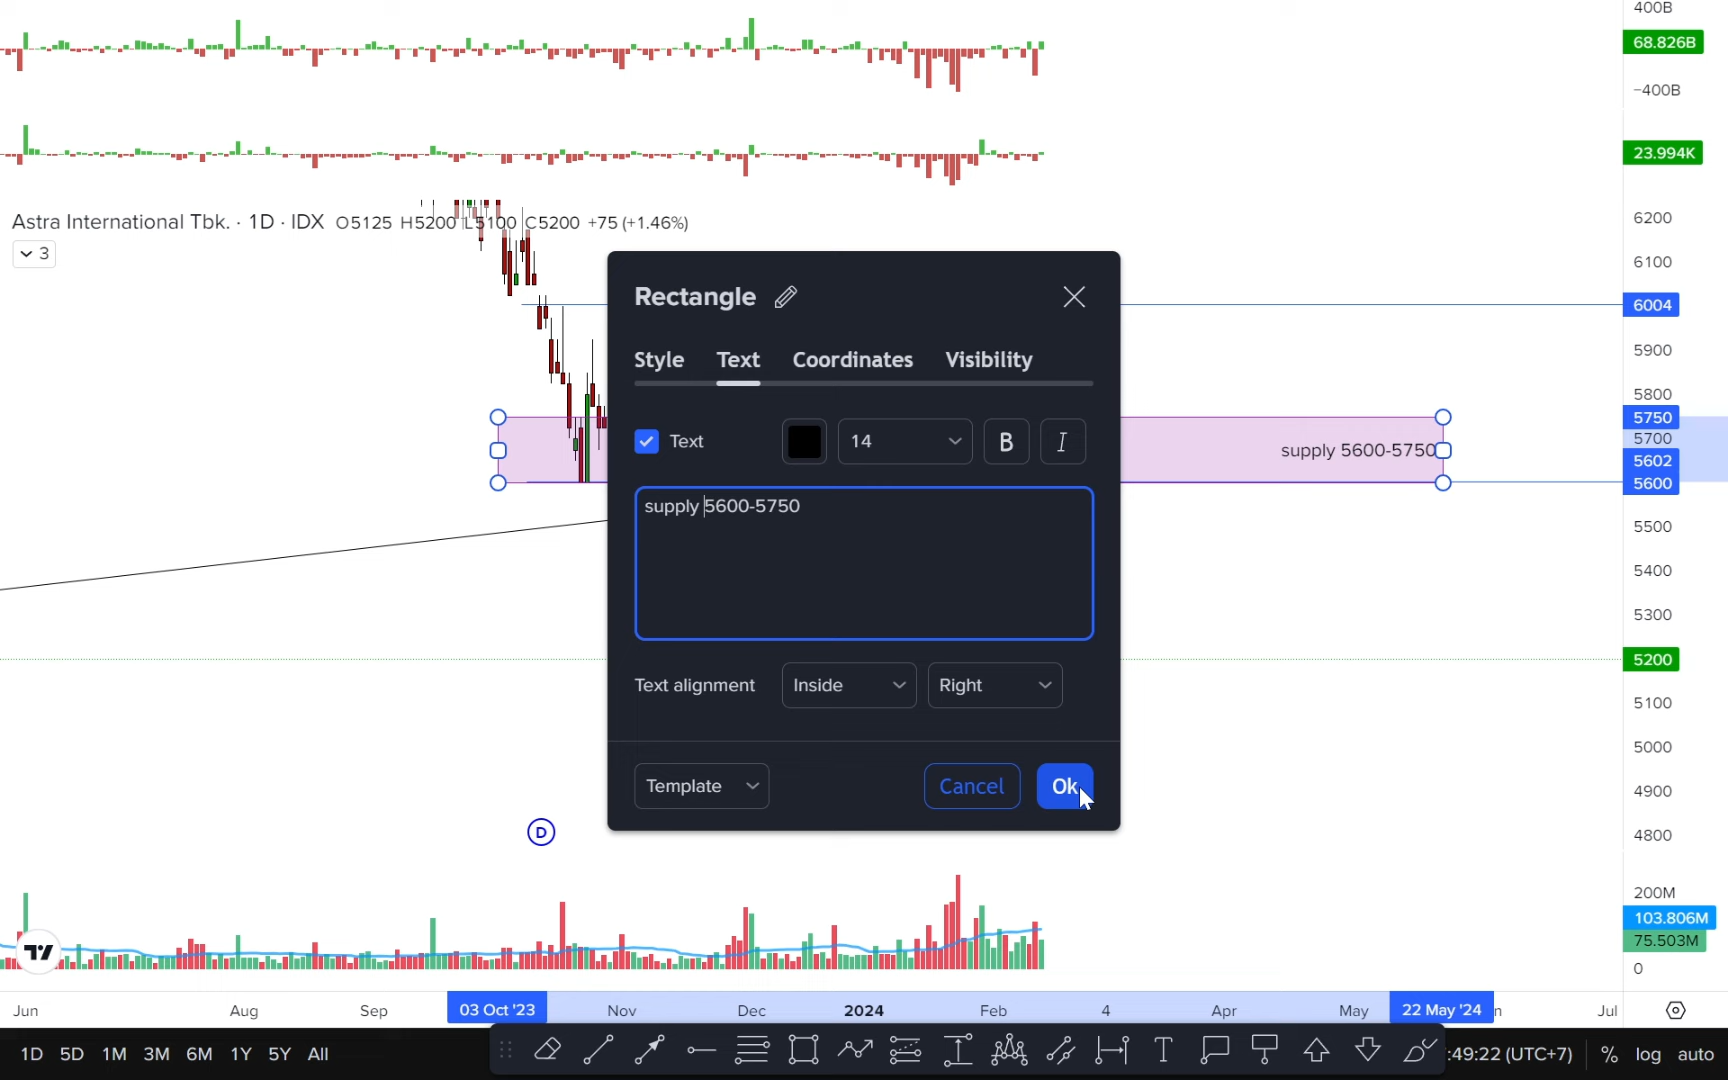 400B
68.826B
−400B
23.994K
Astra International Tbk. · 1D · IDX O5125 H5200 L5100 C5200 +75 (+1.46%)
3
6200
6100
6004
5900
5800
5750
5700
5602
5600
5500
5400
5300
5200
5100
5000
4900
4800
Rectangle
Style Text Coordinates Visibility
Text 14 B I
supply 5600-5750
supply 5600-5750
Text alignment Inside Right
Template Cancel Ok
D
200M
103.806M
75.503M
0
Jun Aug Sep 03 Oct '23 Nov Dec 2024 Feb 4 Apr May 22 May '24 n Jul
1D 5D 1M 3M 6M 1Y 5Y All T :49:22 (UTC+7) % log auto